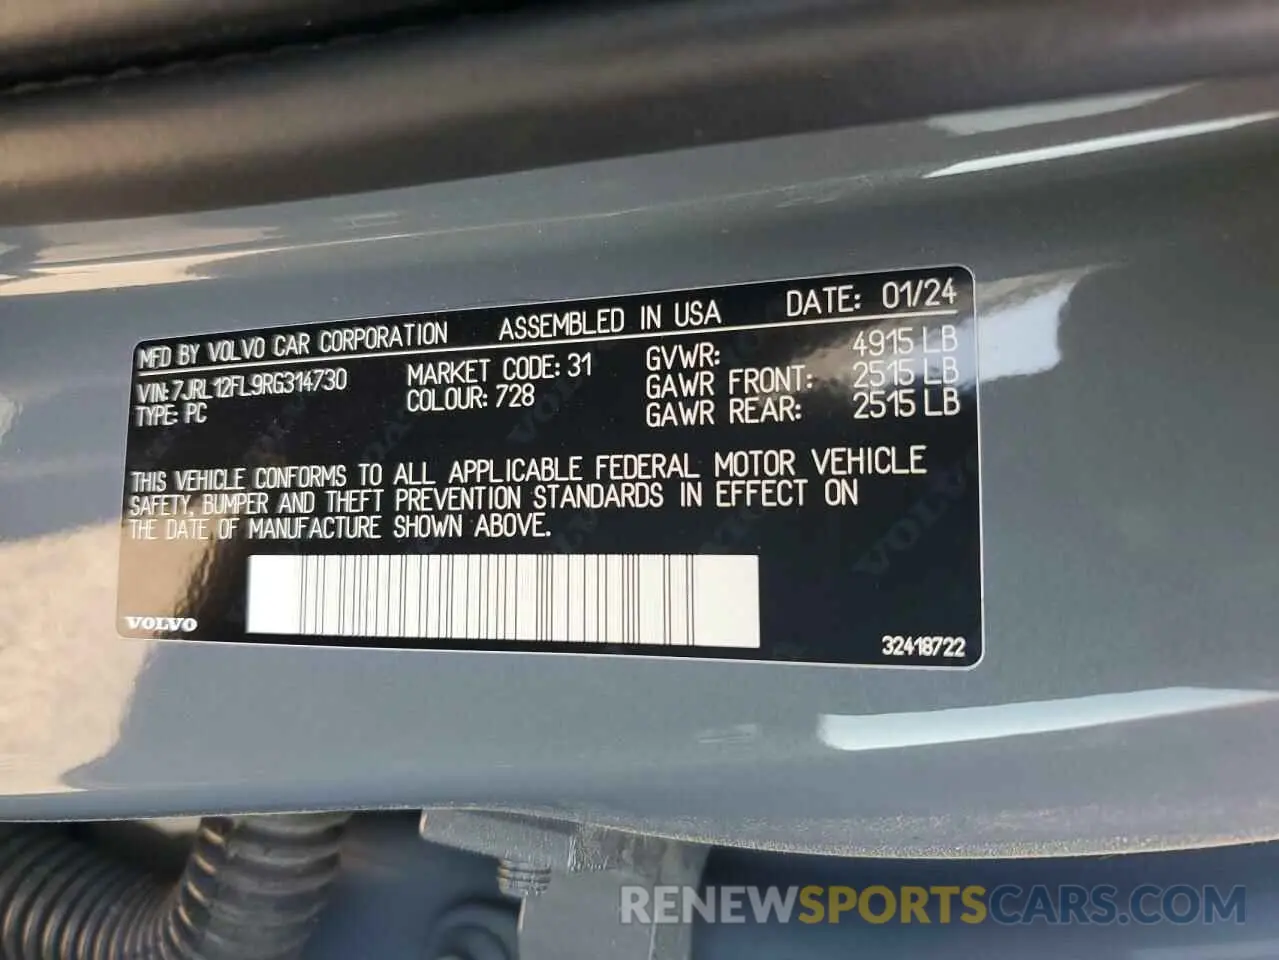 MFD BY VOLVO CAR CORPORATION ASSEMBLED IN USA DATE: 01/24
VIN: 7JRL12FL9RG314730 MARKET CODE: 31 GVWR: 4915 LB
TYPE: PC COLOUR: 728 GAWR FRONT: 2515 LB
GAWR REAR: 2515 LB
THIS VEHICLE CONFORMS TO ALL APPLICABLE FEDERAL MOTOR VEHICLE
SAFETY, BUMPER AND THEFT PREVENTION STANDARDS IN EFFECT ON
THE DATE OF MANUFACTURE SHOWN ABOVE.
VOLVO
32418722
RENEWSPORTSCARS.COM